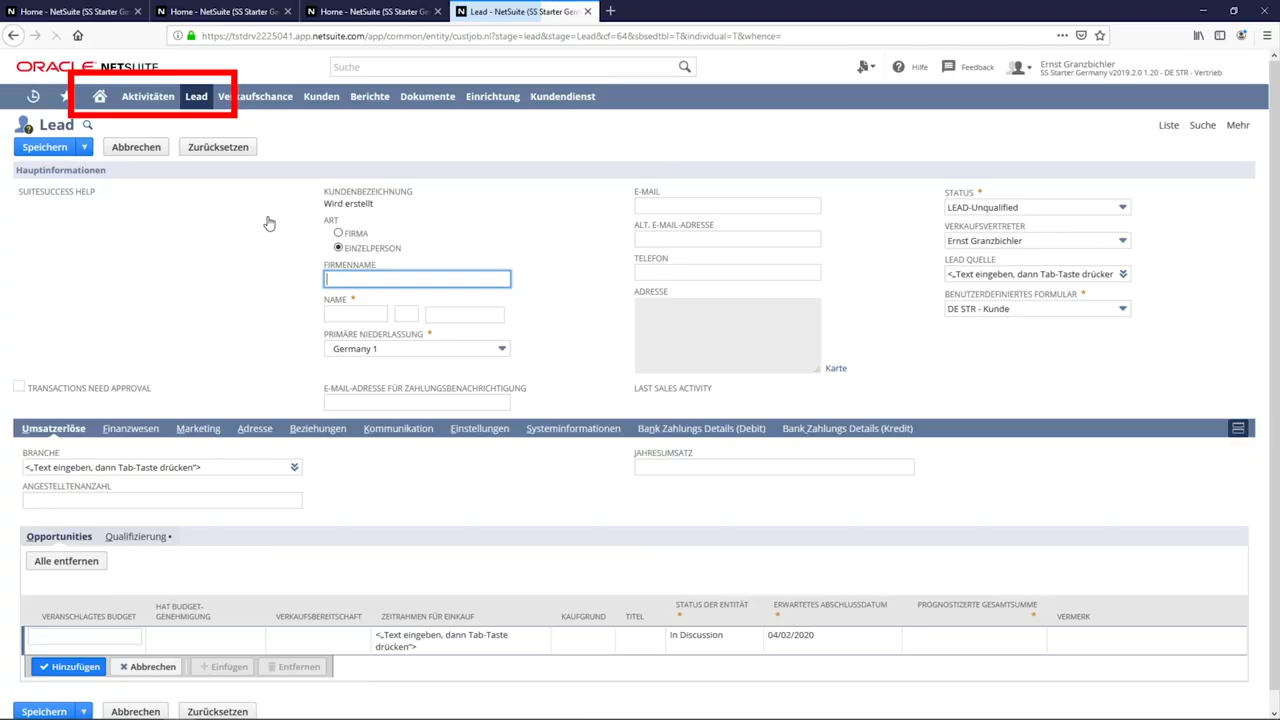 Home - NetSuite (SS Starter Ger
Home - NetSuite (SS Starter Ger
Home - NetSuite (SS Starter Ger
Lead - NetSuite (SS Starter Germ
https://tstdrv2225041.app.netsuite.com/app/common/entity/custjob.nl?stage=lead&stage=Lead&cf=64&sbsedtbl=T&individual=T&whence=
ORACLE NETSUITE
Suche
Hilfe
Feedback
Ernst Granzbichler
SS Starter Germany v2019.2.0 1.20 - DE STR - Vertrieb
Aktivitäten Lead Verkaufschance Kunden Berichte Dokumente Einrichtung Kundendienst
Lead
Liste Suche Mehr
Speichern Abbrechen Zurücksetzen
Hauptinformationen
SUITESUCCESS HELP
KUNDENBEZEICHNUNG
Wird erstellt
ART
FIRMA
EINZELPERSON
FIRMENNAME
NAME *
PRIMÄRE NIEDERLASSUNG *
Germany 1
E-MAIL
ALT. E-MAIL-ADRESSE
TELEFON
ADRESSE
Karte
STATUS *
LEAD-Unqualified
VERKAUFSVERTRETER
Ernst Granzbichler
LEAD QUELLE
<„Text eingeben, dann Tab-Taste drücker
BENUTZERDEFINIERTES FORMULAR *
DE STR - Kunde
TRANSACTIONS NEED APPROVAL
E-MAIL-ADRESSE FÜR ZAHLUNGSBENACHRICHTIGUNG
LAST SALES ACTIVITY
Umsatzerlöse Finanzwesen Marketing Adresse Beziehungen Kommunikation Einstellungen Systeminformationen Bank Zahlungs Details (Debit) Bank Zahlungs Details (Kredit)
BRANCHE
<„Text eingeben, dann Tab-Taste drücken“>
ANGESTELLTENANZAHL
JAHRESUMSATZ
Opportunities Qualifizierung •
Alle entfernen
VERANSCHLAGTES BUDGET
HAT BUDGET-
GENEHMIGUNG
VERKAUFSBEREITSCHAFT
ZEITRAHMEN FÜR EINKAUF
KAUFGRUND
TITEL
STATUS DER ENTITÄT
*
ERWARTETES ABSCHLUSSDATUM
*
PROGNOSTIZIERTE GESAMTSUMME
*
VERMERK
<„Text eingeben, dann Tab-Taste
drücken“>
In Discussion
04/02/2020
Hinzufügen Abbrechen Einfügen Entfernen
Speichern Abbrechen Zurücksetzen